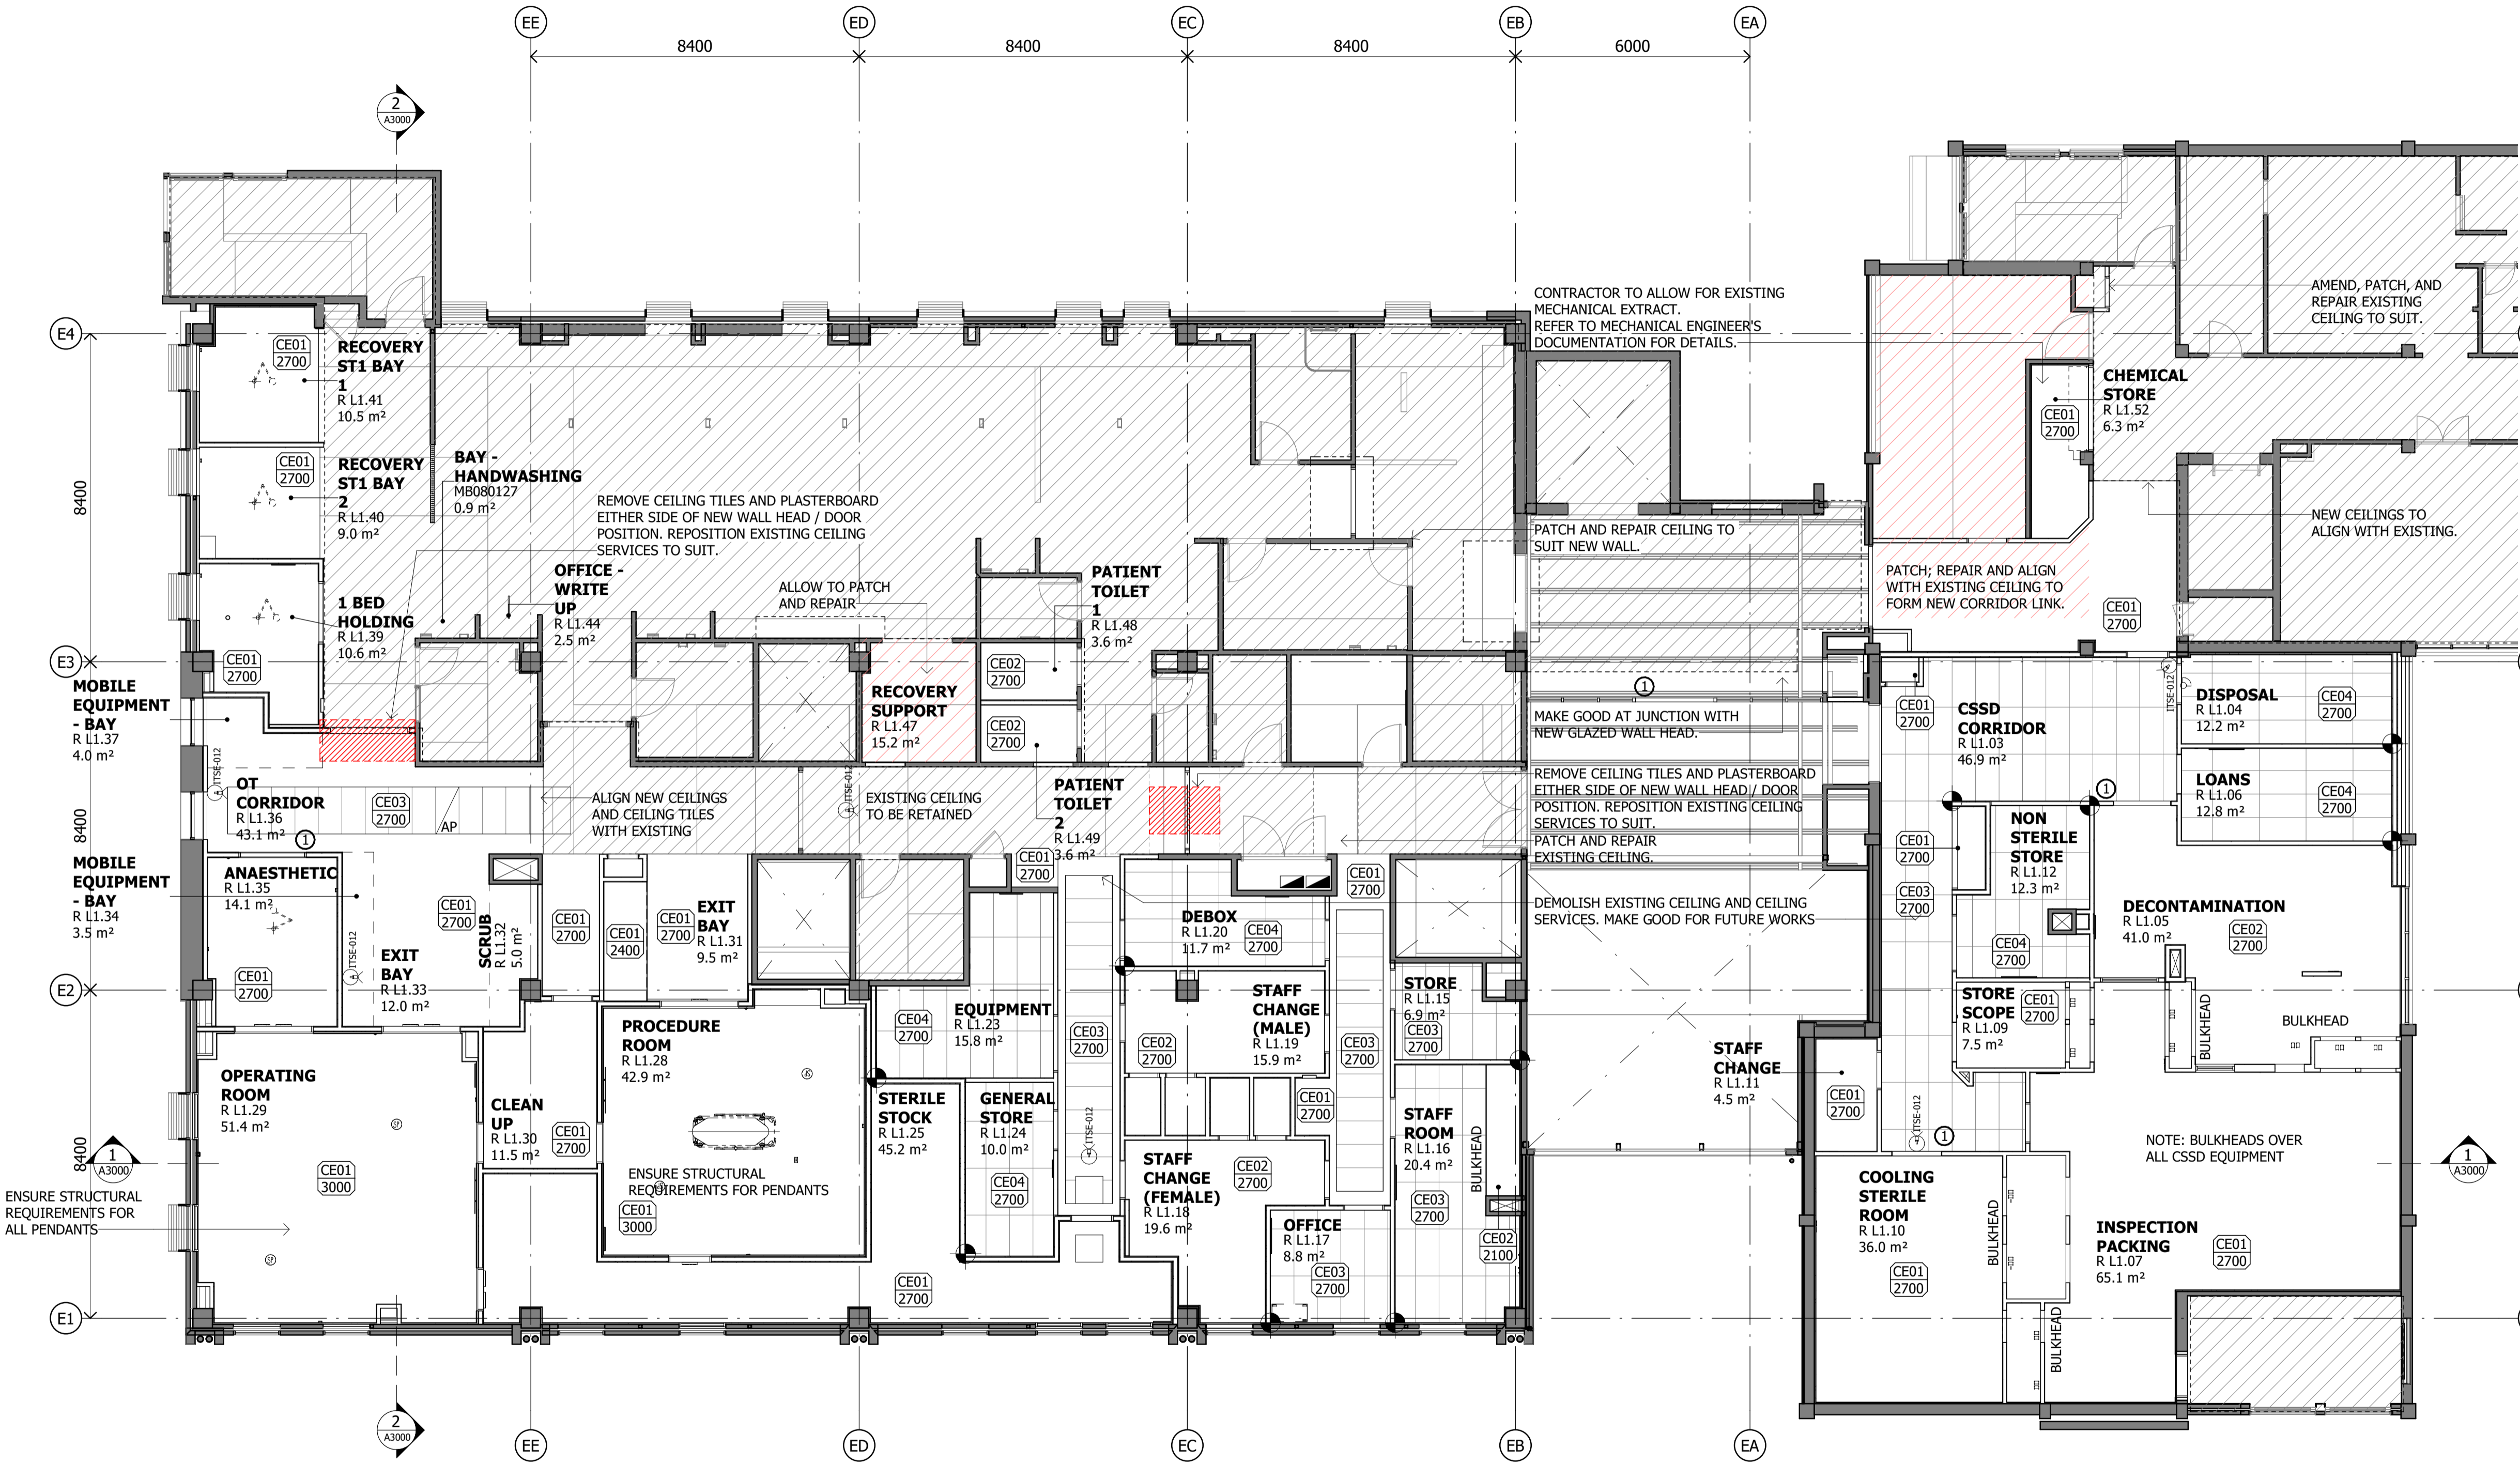 EE
ED
EC
EB
EA
8400
8400
8400
6000
2
A3000
E4
E3
E2
E1
8400
8400
8400
CE01
2700
RECOVERY
ST1 BAY
1
R L1.41
10.5 m²
CE01
2700
RECOVERY
ST1 BAY
2
R L1.40
9.0 m²
BAY -
HANDWASHING
MB080127
0.9 m²
REMOVE CEILING TILES AND PLASTERBOARD
EITHER SIDE OF NEW WALL HEAD / DOOR
POSITION. REPOSITION EXISTING CEILING
SERVICES TO SUIT.
1 BED
HOLDING
R L1.39
10.6 m²
CE01
2700
OFFICE -
WRITE
UP
R L1.44
2.5 m²
ALLOW TO PATCH
AND REPAIR
PATIENT
TOILET
1
R L1.48
3.6 m²
CE02
2700
CE02
2700
RECOVERY
SUPPORT
R L1.47
15.2 m²
CONTRACTOR TO ALLOW FOR EXISTING
MECHANICAL EXTRACT.
REFER TO MECHANICAL ENGINEER'S
DOCUMENTATION FOR DETAILS.
AMEND, PATCH, AND
REPAIR EXISTING
CEILING TO SUIT.
CHEMICAL
STORE
R L1.52
6.3 m²
CE01
2700
PATCH AND REPAIR CEILING TO
SUIT NEW WALL.
NEW CEILINGS TO
ALIGN WITH EXISTING.
PATCH; REPAIR AND ALIGN
WITH EXISTING CEILING TO
FORM NEW CORRIDOR LINK.
CE01
2700
MOBILE
EQUIPMENT
- BAY
R L1.37
4.0 m²
ITSE-012
OT
CORRIDOR
R L1.36
43.1 m²
1
CE03
2700
AP
ALIGN NEW CEILINGS
AND CEILING TILES
WITH EXISTING
ITSE-012
EXISTING CEILING
TO BE RETAINED
PATIENT
TOILET
2
R L1.49
3.6 m²
CE01
2700
1
MAKE GOOD AT JUNCTION WITH
NEW GLAZED WALL HEAD.
REMOVE CEILING TILES AND PLASTERBOARD
EITHER SIDE OF NEW WALL HEAD / DOOR
POSITION. REPOSITION EXISTING CEILING
SERVICES TO SUIT.
PATCH AND REPAIR
EXISTING CEILING.
DEMOLISH EXISTING CEILING AND CEILING
SERVICES. MAKE GOOD FOR FUTURE WORKS
CE01
2700
CSSD
CORRIDOR
R L1.03
46.9 m²
ITSE-012
1
DISPOSAL
R L1.04
12.2 m²
CE04
2700
LOANS
R L1.06
12.8 m²
CE04
2700
CE01
2700
CE03
2700
NON
STERILE
STORE
R L1.12
12.3 m²
CE04
2700
DECONTAMINATION
R L1.05
41.0 m²
CE02
2700
MOBILE
EQUIPMENT
- BAY
R L1.34
3.5 m²
ANAESTHETIC
R L1.35
14.1 m²
CE01
2700
ITSE-012
EXIT
BAY
R L1.33
12.0 m²
CE01
2700
SCRUB
R L1.32
5.0 m²
CE01
2700
CE01
2400
CE01
2700
EXIT
BAY
R L1.31
9.5 m²
DEBOX
R L1.20
11.7 m²
CE04
2700
CE01
2700
STORE
R L1.15
6.9 m²
CE03
2700
STORE
SCOPE
R L1.09
7.5 m²
CE01
2700
BULKHEAD
BULKHEAD
PROCEDURE
ROOM
R L1.28
42.9 m²
ENSURE STRUCTURAL
REQUIREMENTS FOR PENDANTS
CE01
3000
EQUIPMENT
R L1.23
15.8 m²
CE04
2700
CE03
2700
ITSE-012
CE02
2700
STAFF
CHANGE
(MALE)
R L1.19
15.9 m²
CE03
2700
CE01
2700
STAFF
CHANGE
R L1.11
4.5 m²
CE01
2700
ITSE-012
1
OPERATING
ROOM
R L1.29
51.4 m²
CE01
3000
CLEAN
UP
R L1.30
11.5 m²
CE01
2700
STERILE
STOCK
R L1.25
45.2 m²
GENERAL
STORE
R L1.24
10.0 m²
CE04
2700
CE01
2700
STAFF
CHANGE
(FEMALE)
R L1.18
19.6 m²
CE02
2700
OFFICE
R L1.17
8.8 m²
CE03
2700
STAFF
ROOM
R L1.16
20.4 m²
CE03
2700
BULKHEAD
CE02
2100
1
A3000
ENSURE STRUCTURAL
REQUIREMENTS FOR
ALL PENDANTS
NOTE: BULKHEADS OVER
ALL CSSD EQUIPMENT
1
A3000
COOLING
STERILE
ROOM
R L1.10
36.0 m²
CE01
2700
BULKHEAD
BULKHEAD
INSPECTION
PACKING
R L1.07
65.1 m²
CE01
2700
2
A3000
EE
ED
EC
EB
EA